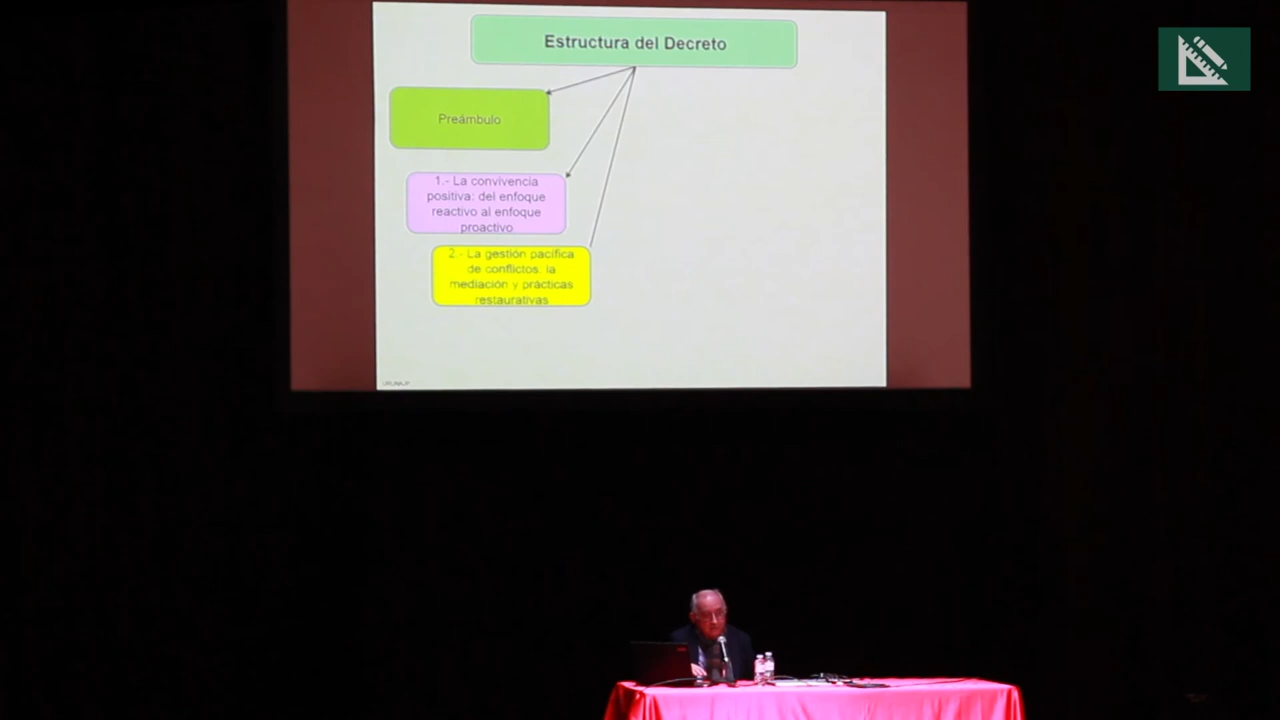 Estructura del Decreto
Preámbulo
1.- La convivencia
positiva: del enfoque
reactivo al enfoque
proactivo
2.- La gestión pacífica
de conflictos: la
mediación y prácticas
restaurativas